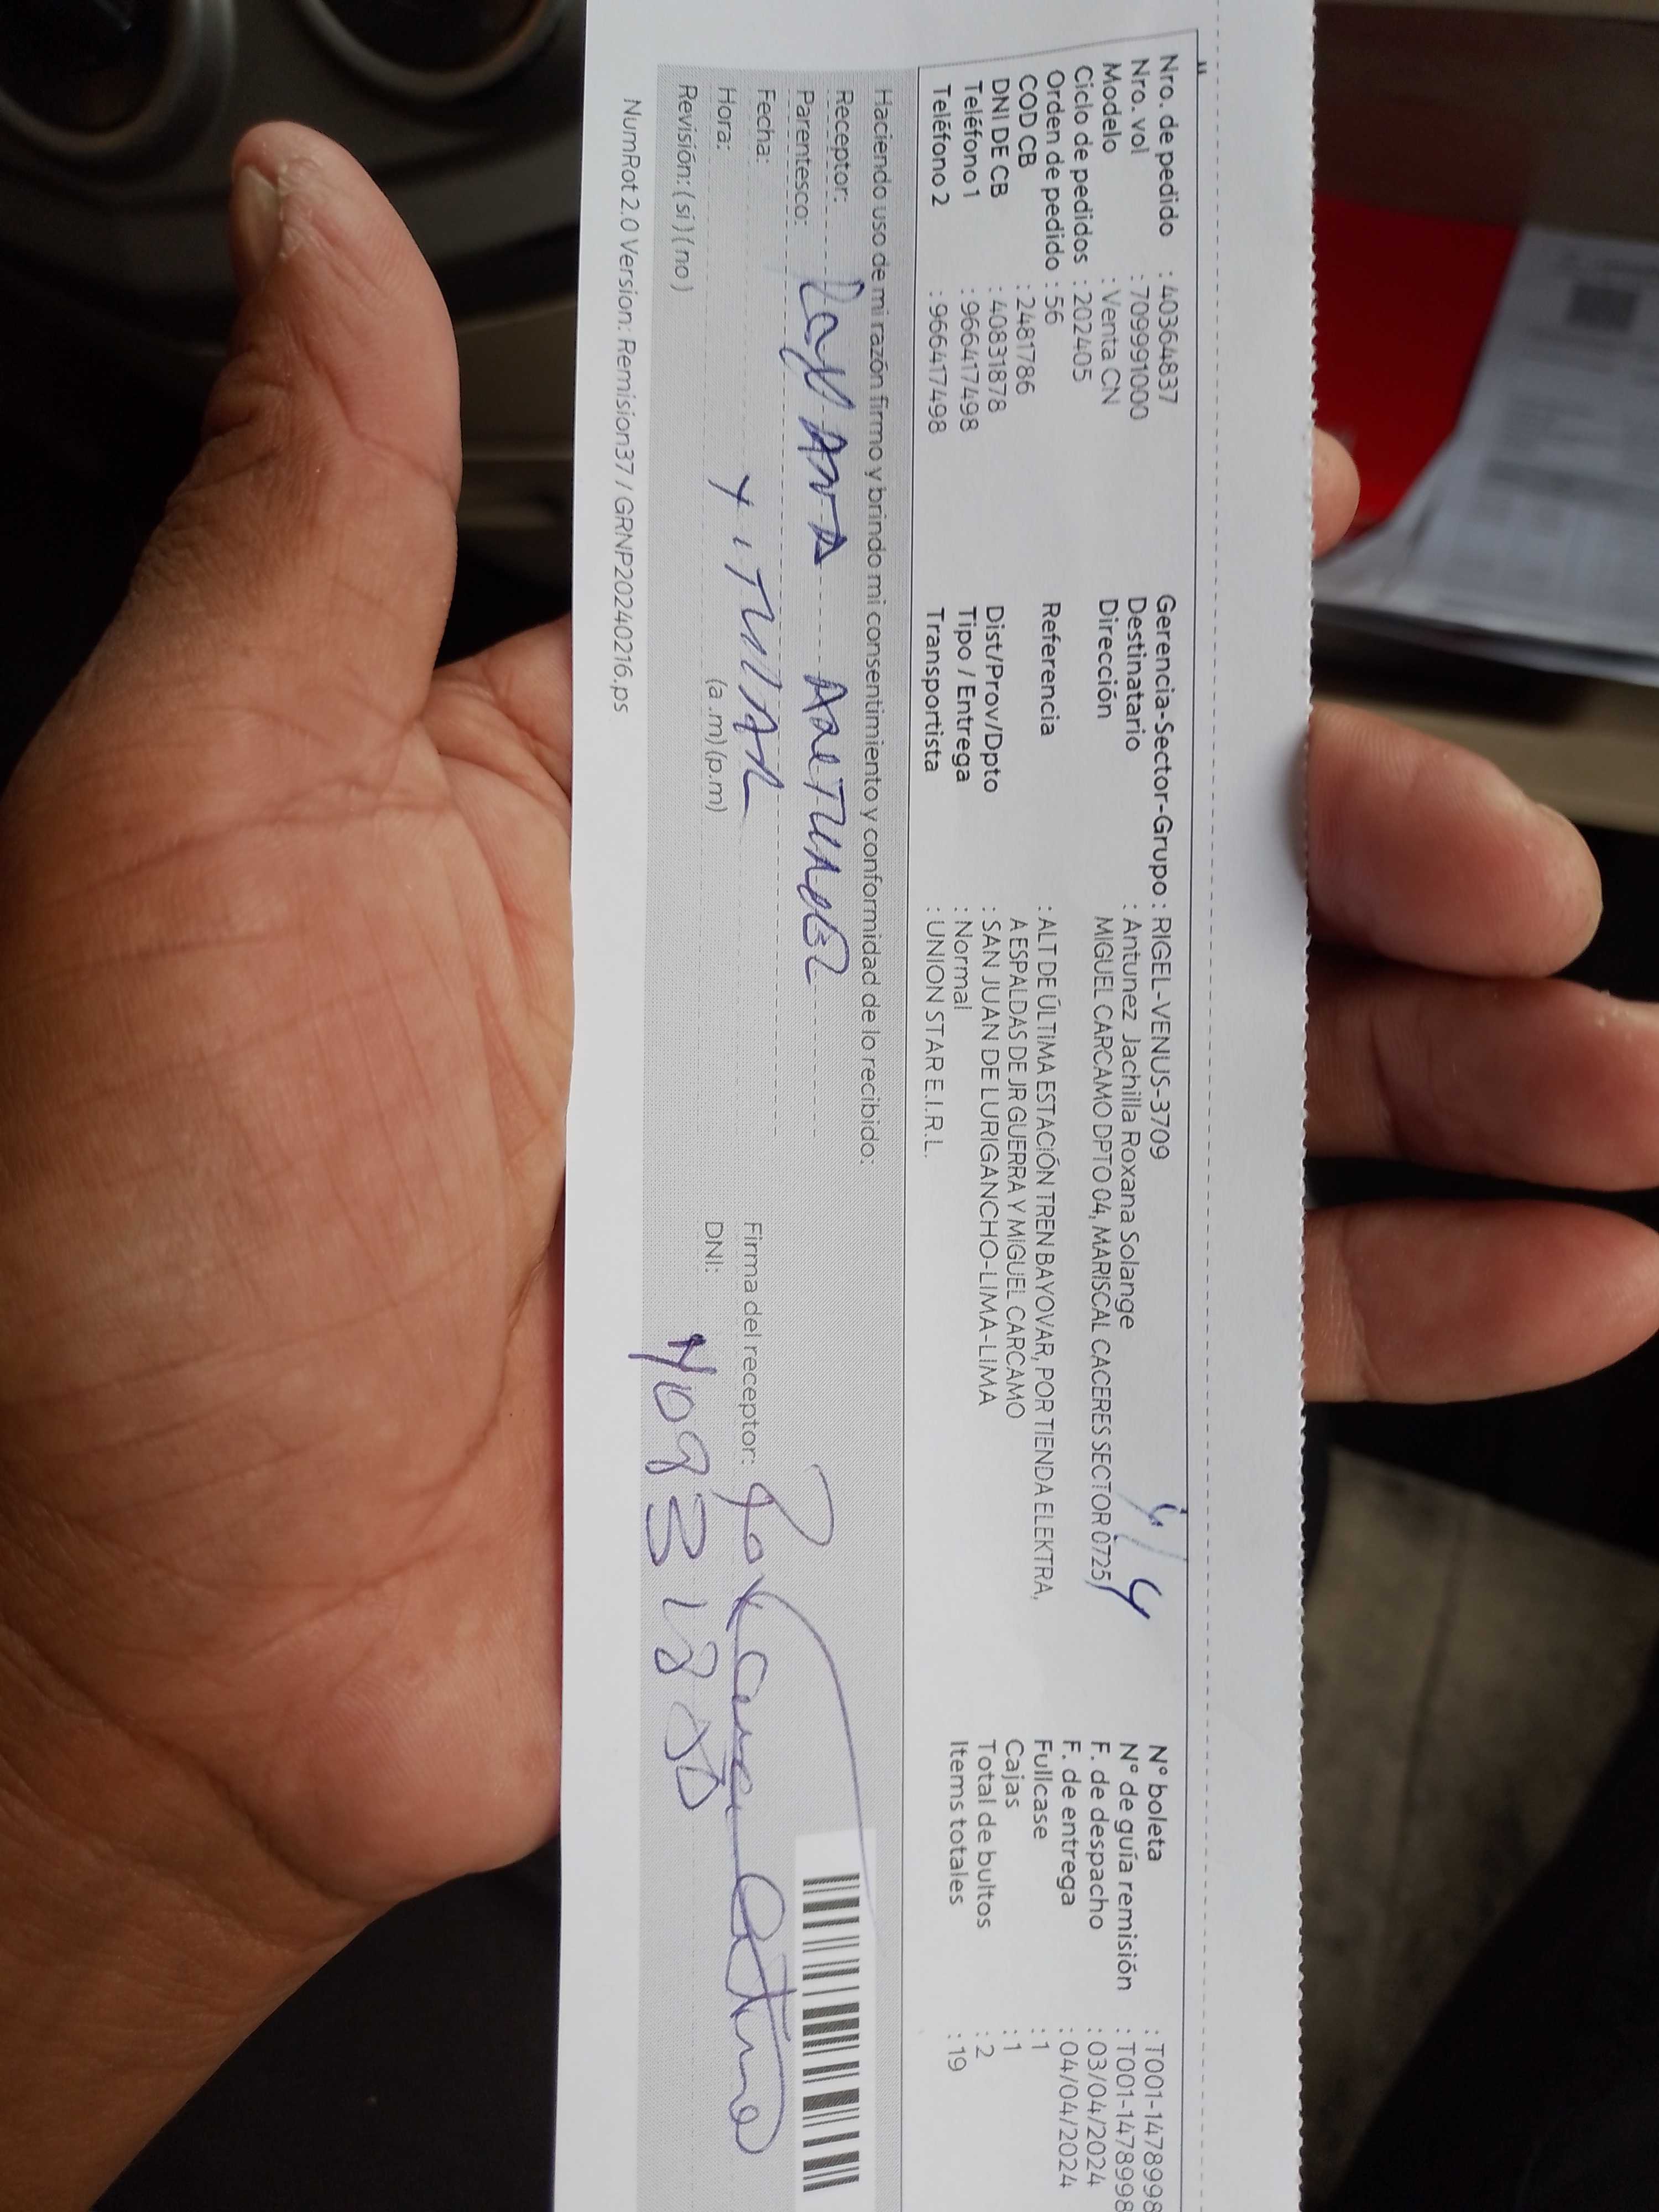 Nro. de pedido : 40364837
Nro. vol : 709991000
Modelo : Venta CN
Ciclo de pedidos : 202405
Orden de pedido : 56
COD CB : 2481786
DNI DE CB : 40831878
Teléfono 1 : 966417498
Teléfono 2 : 966417498
Gerencia-Sector-Grupo : RIGEL-VENUS-3709
Destinatario : Antunez Jachilla Roxana Solange
Dirección MIGUEL CARCAMO DPTO 04, MARISCAL CACERES SECTOR 0725,
Referencia : ALT DE ÚLTIMA ESTACIÓN TREN BAYOVAR, POR TIENDA ELEKTRA,
A ESPALDAS DE JR GUERRA Y MIGUEL CARCAMO
Dist/Prov/Dpto : SAN JUAN DE LURIGANCHO-LIMA-LIMA
Tipo / Entrega : Normal
Transportista : UNION STAR E.I.R.L.
4/4
N° boleta : T001-1478998
N° de guía remisión : T001-1478998
F. de despacho : 03/04/2024
F. de entrega : 04/04/2024
Fullcase : 1
Cajas : 1
Total de bultos : 2
Items totales : 19
Haciendo uso de mi razón firmo y brindo mi consentimiento y conformidad de lo recibido:
Receptor: ROXANA ANTUNEZ
Parentesco:
Fecha: TITULAR
Hora: (a.m) (p.m)
Revisión: ( si ) ( no )
Firma del receptor:
DNI:
NumRot 2.0 Version: Remision37 / GRNP20240216.ps